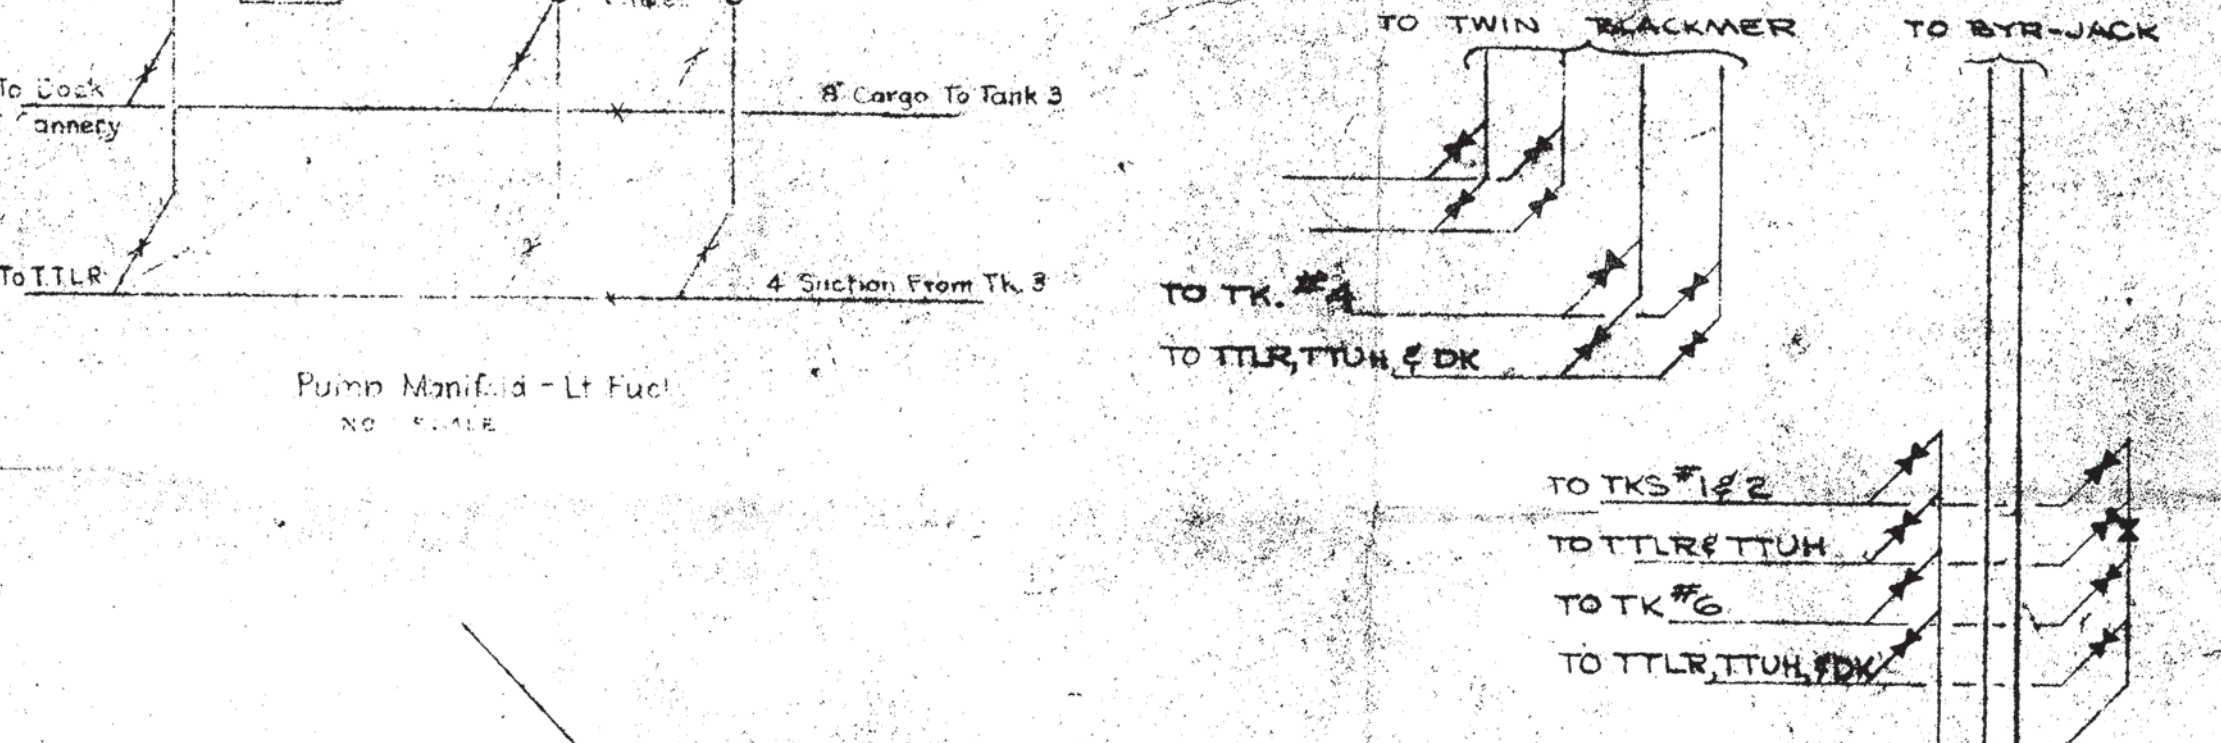 To Dock
annery
8" Cargo To Tank 3
To T.T.L.R.
4 Suction From Tk. 3
Pump Manifold - Lt Fuel
NO SCALE
TO TWIN BLACKMER
TO BYR-JACK
TO TK. #4
TO TTLR, TTUH & DK
TO TKS #1 & 2
TO TTLR & TTUH
TO TK #6
TO TTLR, TTUH, & DK